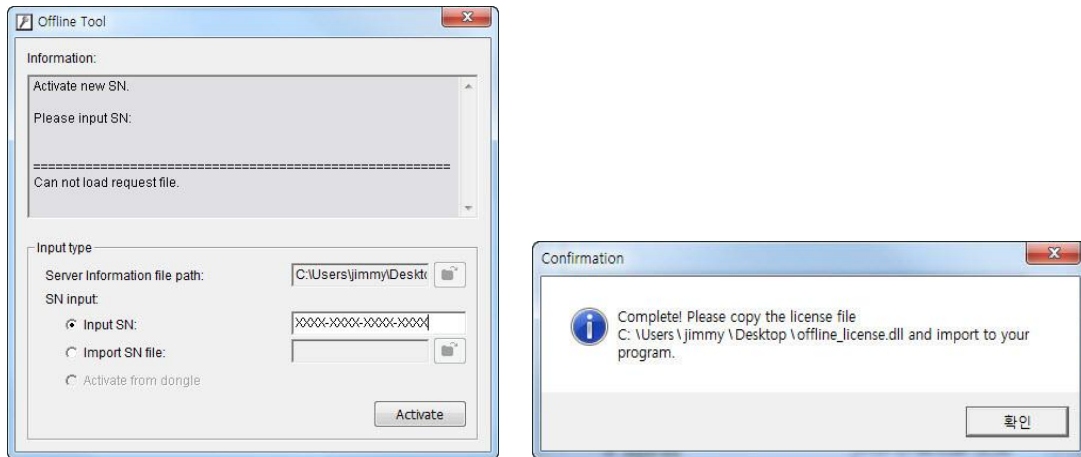 Offline Tool
Information:
Activate new SN.
Please input SN:
=======================================================
Can not load request file.
Input type
Server Information file path:
C:\Users\jimmy\Deskt
SN input:
Input SN:
XXXX-XXXX-XXXX-XXXX
Import SN file:
Activate from dongle
Activate
Confirmation
Complete! Please copy the license file
C: \Users \ jimmy \ Desktop \offline_license.dll and import to your
program.
확인